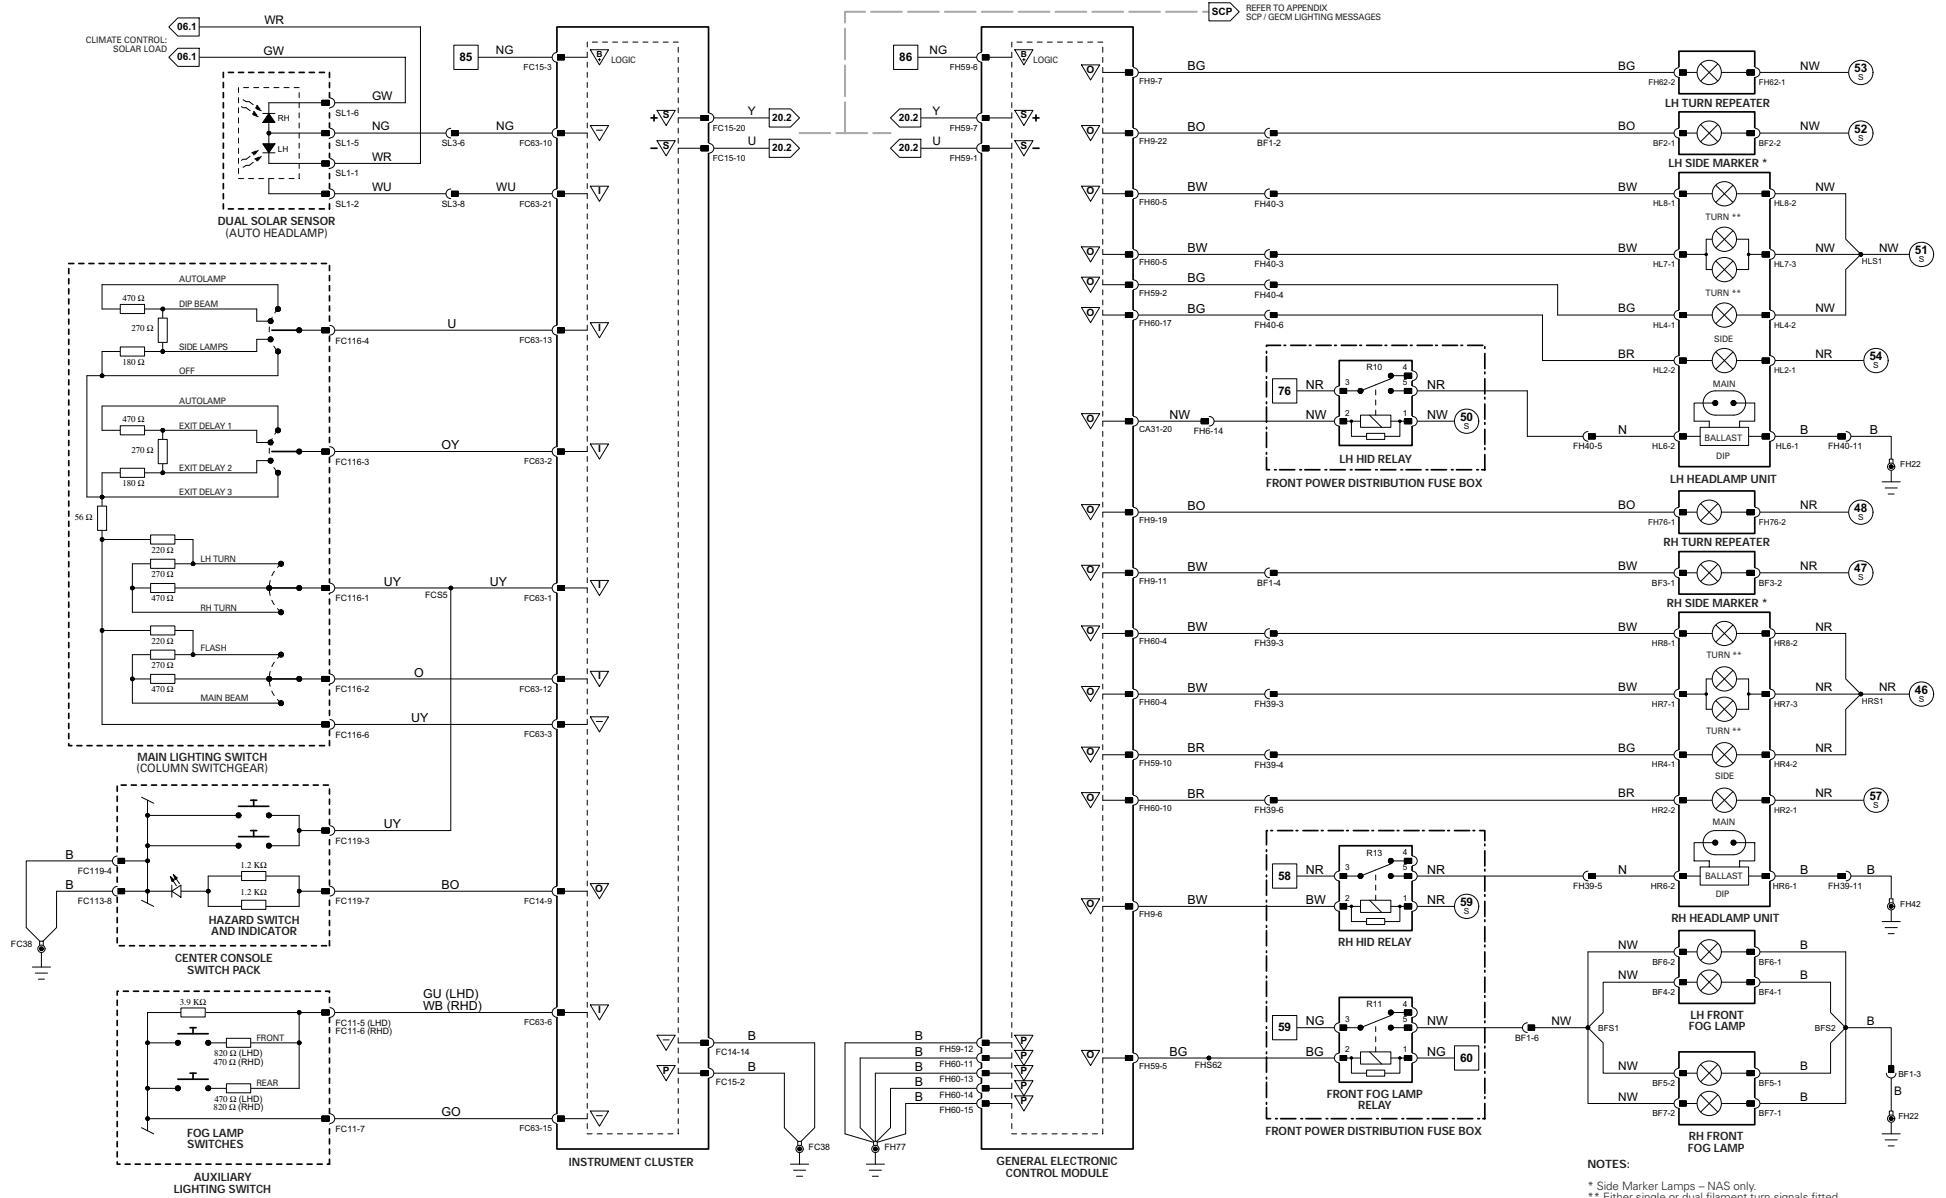 06.1
WR
CLIMATE CONTROL:
SOLAR LOAD
06.1
GW
GW
SL1-6
RH
NG
SL1-5
SL3-6
NG
FC63-10
LH
WR
SL1-1
WU
SL1-2
SL3-8
WU
FC63-21
DUAL SOLAR SENSOR
(AUTO HEADLAMP)
AUTOLAMP
470 Ω
DIP BEAM
270 Ω
SIDE LAMPS
180 Ω
OFF
U
FC116-4
FC63-13
I
AUTOLAMP
470 Ω
EXIT DELAY 1
270 Ω
EXIT DELAY 2
180 Ω
EXIT DELAY 3
OY
FC116-3
FC63-2
I
56 Ω
220 Ω
LH TURN
270 Ω
470 Ω
RH TURN
UY
FC116-1
FCS5
UY
FC63-1
I
220 Ω
FLASH
270 Ω
470 Ω
MAIN BEAM
O
FC116-2
FC63-12
I
UY
FC116-6
FC63-3
–
MAIN LIGHTING SWITCH
(COLUMN SWITCHGEAR)
UY
FC119-3
B
FC119-4
B
FC113-8
1.2 KΩ
1.2 KΩ
BO
FC119-7
FC14-9
O
HAZARD SWITCH
AND INDICATOR
FC38
CENTER CONSOLE
SWITCH PACK
3.9 KΩ
GU (LHD)
WB (RHD)
FC11-5 (LHD)
FC11-6 (RHD)
FC63-6
I
FRONT
820 Ω (LHD)
470 Ω (RHD)
REAR
470 Ω (LHD)
820 Ω (RHD)
GO
FC11-7
FC63-15
–
FOG LAMP
SWITCHES
AUXILIARY
LIGHTING SWITCH
85
NG
FC15-3
B+
LOGIC
–
I
+
S
FC15-20
Y
20.2
–
S
FC15-10
U
20.2
–
FC14-14
B
P
FC15-2
B
FC38
INSTRUMENT CLUSTER
SCP
REFER TO APPENDIX
SCP / GECM LIGHTING MESSAGES
86
NG
FH59-6
B+
LOGIC
20.2
Y
FH59-7
S
+
20.2
U
FH59-1
S
–
B
FH59-12
P
B
FH60-11
P
B
FH60-13
P
B
FH60-14
P
B
FH60-15
P
FH77
GENERAL ELECTRONIC
CONTROL MODULE
O
FH9-7
BG
BG
FH62-2
FH62-1
NW
53
S
LH TURN REPEATER
O
FH9-22
BO
BF1-2
BO
BF2-1
BF2-2
NW
52
S
LH SIDE MARKER *
O
FH60-5
BW
FH40-3
BW
HL8-1
HL8-2
NW
TURN **
O
FH60-5
BW
FH40-3
BW
HL7-1
HL7-3
NW
HLS1
NW
51
S
TURN **
O
FH59-2
BG
FH40-4
BG
HL4-1
HL4-2
NW
SIDE
O
FH60-17
BG
FH40-6
BR
HL2-2
HL2-1
NR
54
S
MAIN
R10
76
NR
3
4
5
NR
O
CA31-20
NW
FH6-14
NW
2
1
NW
50
S
LH HID RELAY
FRONT POWER DISTRIBUTION FUSE BOX
FH40-5
N
HL6-2
BALLAST
DIP
HL6-1
B
FH40-11
B
FH22
LH HEADLAMP UNIT
O
FH9-19
BO
BO
FH76-1
FH76-2
NR
48
S
RH TURN REPEATER
O
FH9-11
BW
BF1-4
BW
BF3-1
BF3-2
NR
47
S
RH SIDE MARKER *
O
FH60-4
BW
FH39-3
BW
HR8-1
HR8-2
NR
TURN **
O
FH60-4
BW
FH39-3
BW
HR7-1
HR7-3
NR
HRS1
NR
46
S
TURN **
O
FH59-10
BR
FH39-4
BG
HR4-1
HR4-2
NR
SIDE
O
FH60-10
BR
FH39-6
BR
HR2-2
HR2-1
NR
57
S
MAIN
R13
58
NR
3
4
5
NR
FH39-5
N
HR6-2
BALLAST
DIP
HR6-1
B
FH39-11
B
FH42
RH HEADLAMP UNIT
O
FH9-6
BW
BW
2
1
NR
59
S
RH HID RELAY
R11
59
NG
3
4
5
NW
BF1-6
NW
BFS1
O
FH59-5
BG
FHS62
BG
2
1
NG
60
FRONT FOG LAMP
RELAY
FRONT POWER DISTRIBUTION FUSE BOX
NW
BF6-2
BF6-1
B
NW
BF4-2
BF4-1
B
LH FRONT
FOG LAMP
BFS2
B
NW
BF5-2
BF5-1
B
NW
BF7-2
BF7-1
B
BF1-3
B
FH22
RH FRONT
FOG LAMP
NOTES:
* Side Marker Lamps – NAS only.
** Either single or dual filament turn signals fitted